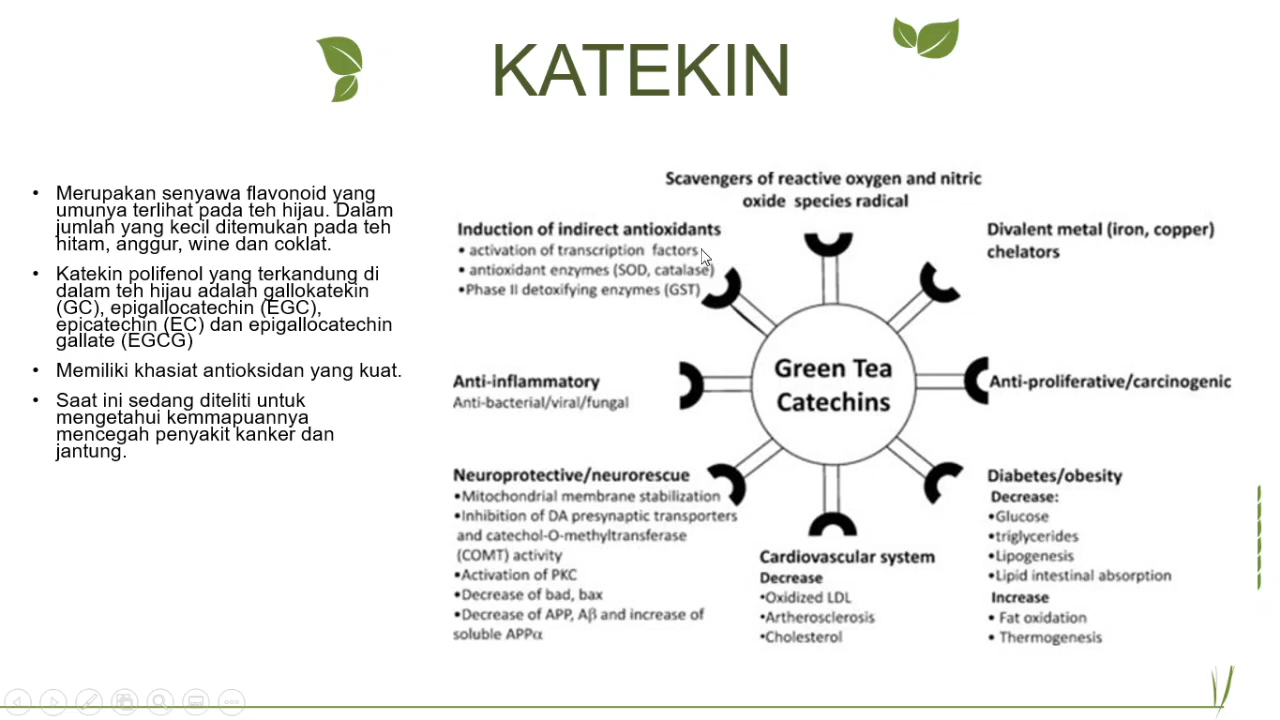 KATEKIN
• Merupakan senyawa flavonoid yang
umunya terlihat pada teh hijau. Dalam
jumlah yang kecil ditemukan pada teh
hitam, anggur, wine dan coklat.
• Katekin polifenol yang terkandung di
dalam teh hijau adalah gallokatekin
(GC), epigallocatechin (EGC),
epicatechin (EC) dan epigallocatechin
gallate (EGCG)
• Memiliki khasiat antioksidan yang kuat.
• Saat ini sedang diteliti untuk
mengetahui kemmapuannya
mencegah penyakit kanker dan
jantung.
Scavengers of reactive oxygen and nitric
oxide species radical
Induction of indirect antioxidants
• activation of transcription factors
• antioxidant enzymes (SOD, catalase)
•Phase II detoxifying enzymes (GST)
Divalent metal (iron, copper)
chelators
Green Tea
Catechins
Anti-inflammatory
Anti-bacterial/viral/fungal
Anti-proliferative/carcinogenic
Neuroprotective/neurorescue
•Mitochondrial membrane stabilization
•Inhibition of DA presynaptic transporters
and catechol-O-methyltransferase
(COMT) activity
•Activation of PKC
•Decrease of bad, bax
•Decrease of APP, Aβ and increase of
soluble APPα
Cardiovascular system
Decrease
•Oxidized LDL
•Artherosclerosis
•Cholesterol
Diabetes/obesity
Decrease:
•Glucose
•triglycerides
•Lipogenesis
•Lipid intestinal absorption
Increase
• Fat oxidation
• Thermogenesis